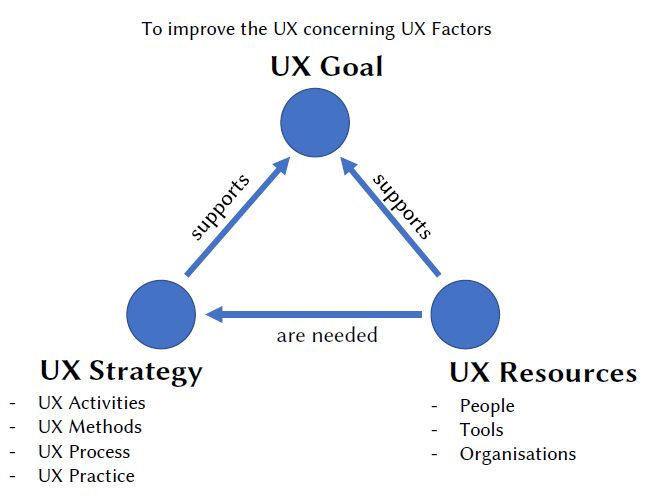 To improve the UX concerning UX Factors
UX Goal
supports
supports
are needed
UX Strategy
- UX Activities
- UX Methods
- UX Process
- UX Practice
UX Resources
- People
- Tools
- Organisations